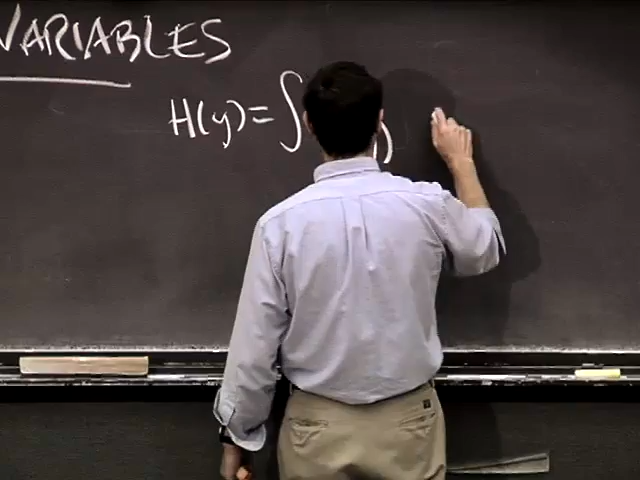 VARIABLES
H(y) = ∫ )